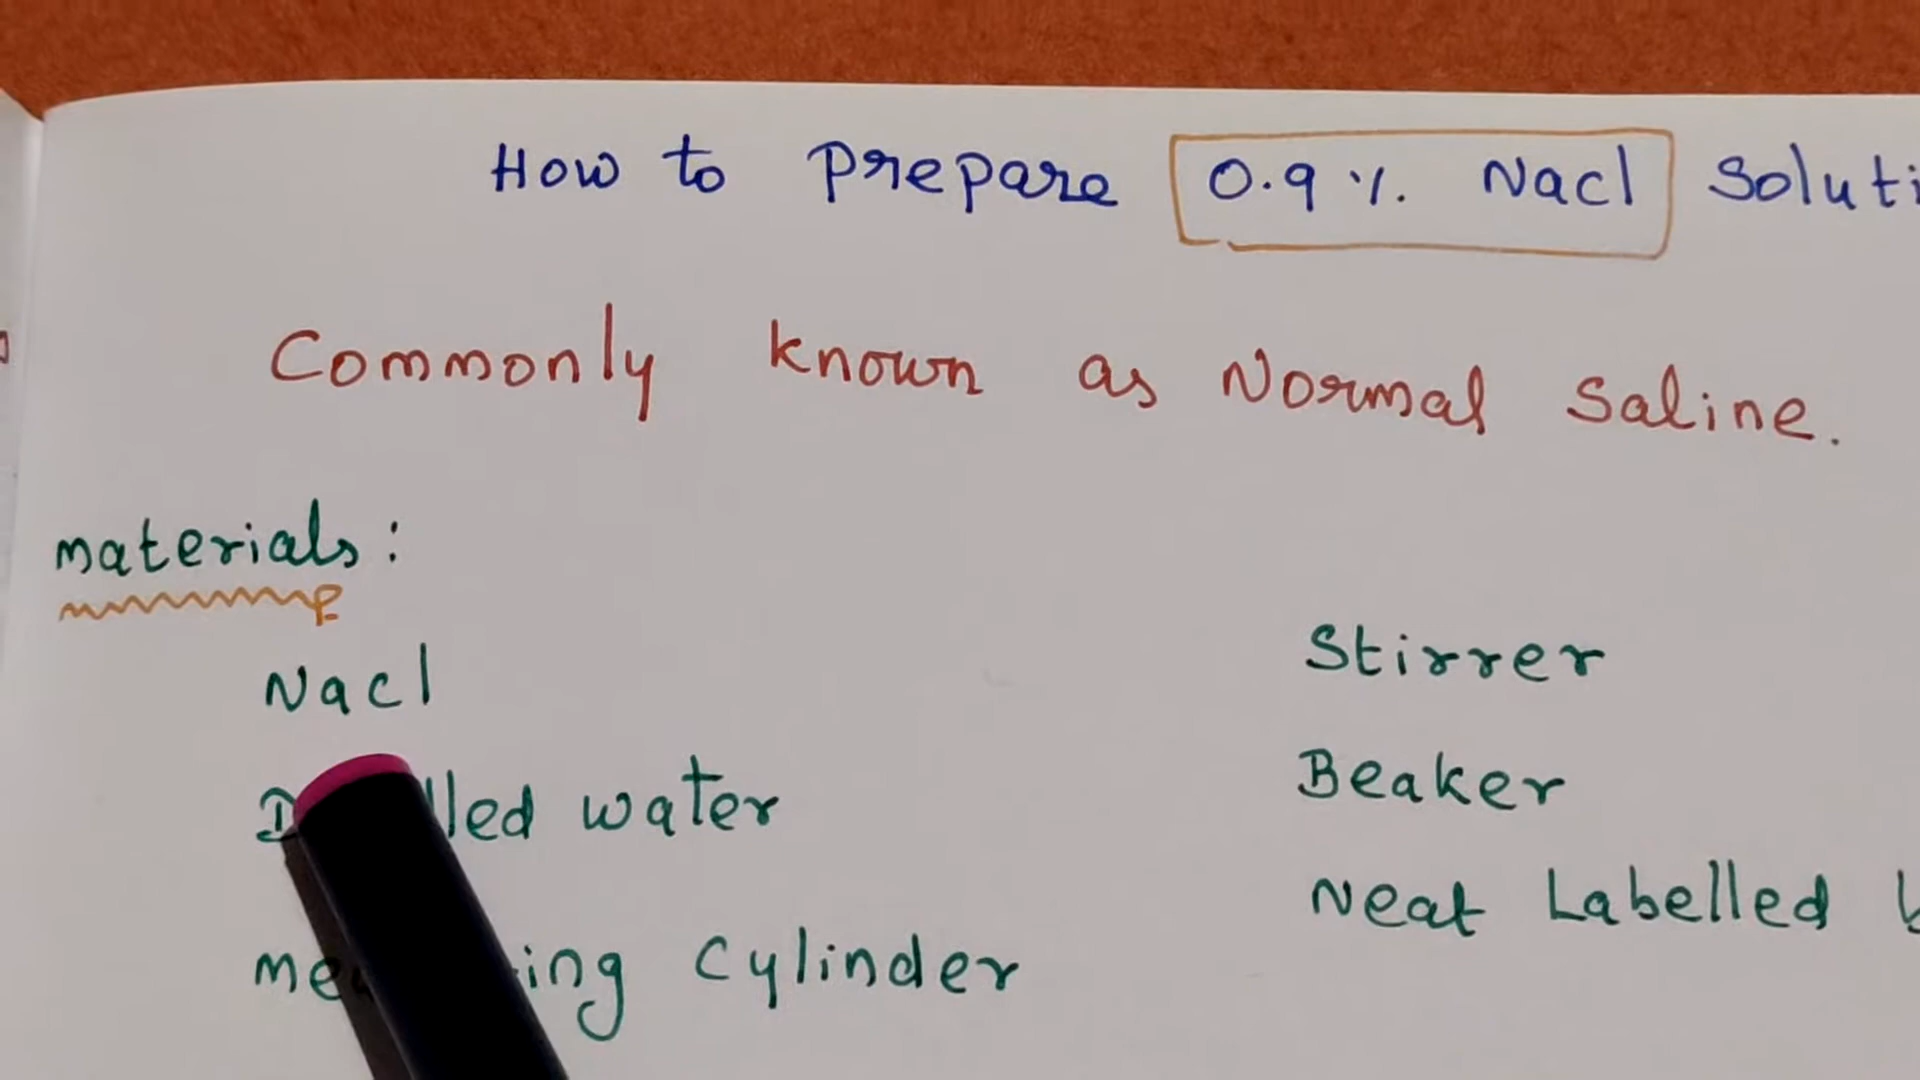 How to prepare 0.9 %. Nacl Soluti
Commonly known as Normal Saline.
materials:
Nacl
Stirrer
lled water
Beaker
ing Cylinder
Neat Labelled